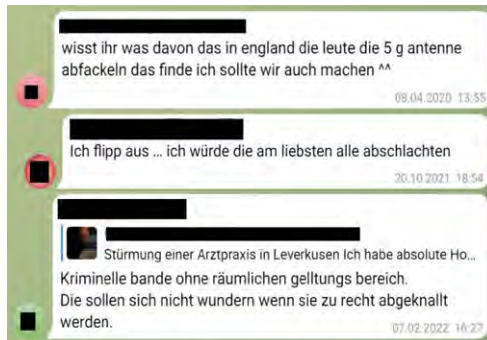 wisst ihr was davon das in england die leute die 5 g antenne
abfackeln das finde ich sollte wir auch machen ^^
08.04.2020 13:55
Ich flipp aus ... ich würde die am liebsten alle abschlachten
20.10.2021 18:54
Stürmung einer Arztpraxis in Leverkusen Ich habe absolute Ho...
Kriminelle bande ohne räumlichen gelltungs bereich.
Die sollen sich nicht wundern wenn sie zu recht abgeknallt
werden.
07.02.2022 16:27